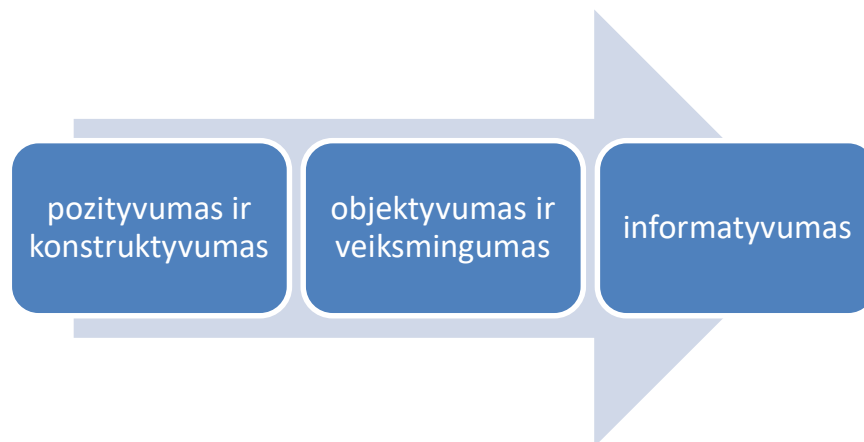 pozityvumas ir
konstruktyvumas
objektyvumas ir
veiksmingumas
informatyvumas